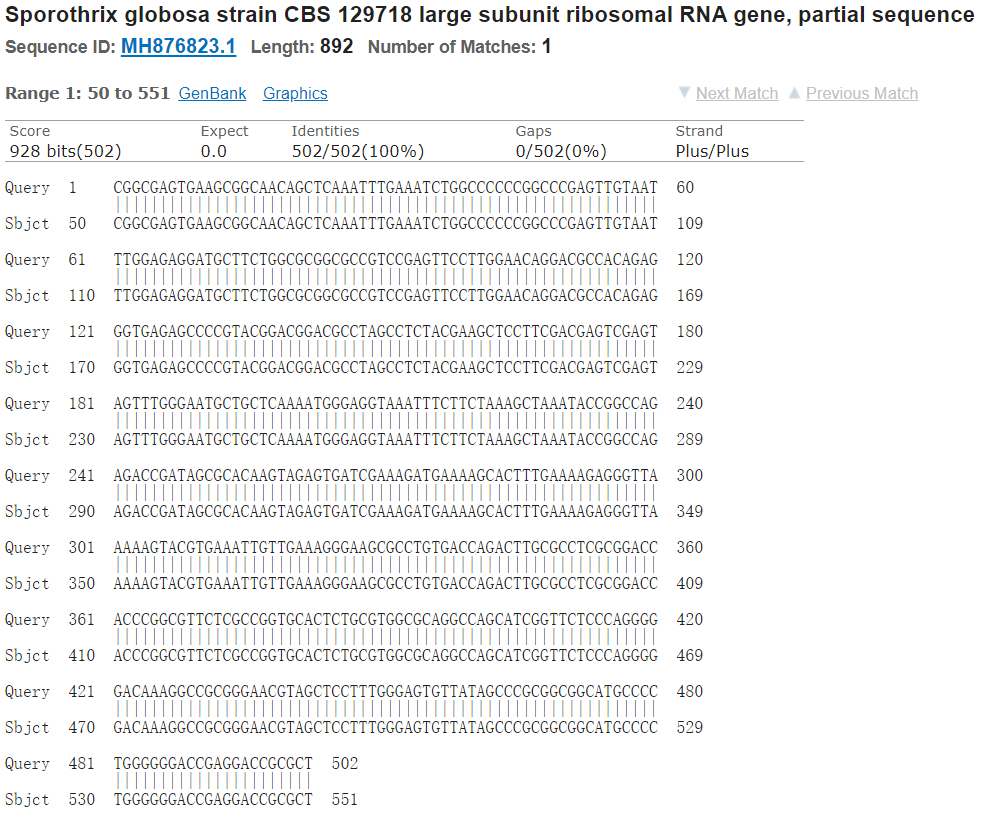 Sporothrix globosa strain CBS 129718 large subunit ribosomal RNA gene, partial sequence
Sequence ID: MH876823.1 Length: 892 Number of Matches: 1
Range 1: 50 to 551 GenBank Graphics ▼ Next Match ▲ Previous Match
Score Expect Identities Gaps Strand
928 bits(502) 0.0 502/502(100%) 0/502(0%) Plus/Plus
Query 1 CGGCGAGTGAAGCGGCAACAGCTCAAATTTGAAATCTGGCCCCCCGGCCCGAGTTGTAAT 60
Sbjct 50 CGGCGAGTGAAGCGGCAACAGCTCAAATTTGAAATCTGGCCCCCCGGCCCGAGTTGTAAT 109
Query 61 TTGGAGAGGATGCTTCTGGCGCGGCGCCGTCCGAGTTCCTTGGAACAGGACGCCACAGAG 120
Sbjct 110 TTGGAGAGGATGCTTCTGGCGCGGCGCCGTCCGAGTTCCTTGGAACAGGACGCCACAGAG 169
Query 121 GGTGAGAGCCCCGTACGGACGGACGCCTAGCCTCTACGAAGCTCCTTCGACGAGTCGAGT 180
Sbjct 170 GGTGAGAGCCCCGTACGGACGGACGCCTAGCCTCTACGAAGCTCCTTCGACGAGTCGAGT 229
Query 181 AGTTTGGGAATGCTGCTCAAAATGGGAGGTAAATTTCTTCTAAAGCTAAATACCGGCCAG 240
Sbjct 230 AGTTTGGGAATGCTGCTCAAAATGGGAGGTAAATTTCTTCTAAAGCTAAATACCGGCCAG 289
Query 241 AGACCGATAGCGCACAAGTAGAGTGATCGAAAGATGAAAAGCACTTTGAAAAGAGGGTTA 300
Sbjct 290 AGACCGATAGCGCACAAGTAGAGTGATCGAAAGATGAAAAGCACTTTGAAAAGAGGGTTA 349
Query 301 AAAAGTACGTGAAATTGTTGAAAGGGAAGCGCCTGTGACCAGACTTGCGCCTCGCGGACC 360
Sbjct 350 AAAAGTACGTGAAATTGTTGAAAGGGAAGCGCCTGTGACCAGACTTGCGCCTCGCGGACC 409
Query 361 ACCCGGCGTTCTCGCCGGTGCACTCTGCGTGGCGCAGGCCAGCATCGGTTCTCCCAGGGG 420
Sbjct 410 ACCCGGCGTTCTCGCCGGTGCACTCTGCGTGGCGCAGGCCAGCATCGGTTCTCCCAGGGG 469
Query 421 GACAAAGGCCGCGGGAACGTAGCTCCTTTGGGAGTGTTATAGCCCGCGGCGGCATGCCCC 480
Sbjct 470 GACAAAGGCCGCGGGAACGTAGCTCCTTTGGGAGTGTTATAGCCCGCGGCGGCATGCCCC 529
Query 481 TGGGGGGACCGAGGACCGCGCT 502
Sbjct 530 TGGGGGGACCGAGGACCGCGCT 551